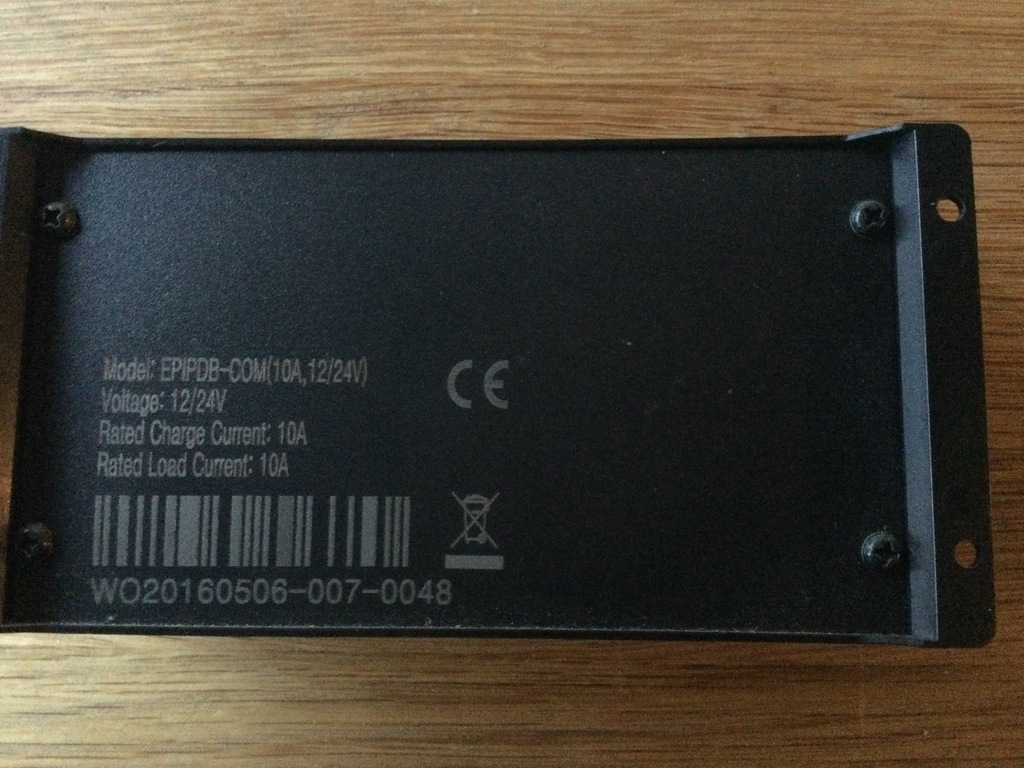 Model: EPIPDB-COM(10A,12/24V)
Voltage: 12/24V
Rated Charge Current: 10A
Rated Load Current: 10A
CE
WO20160506-007-0048